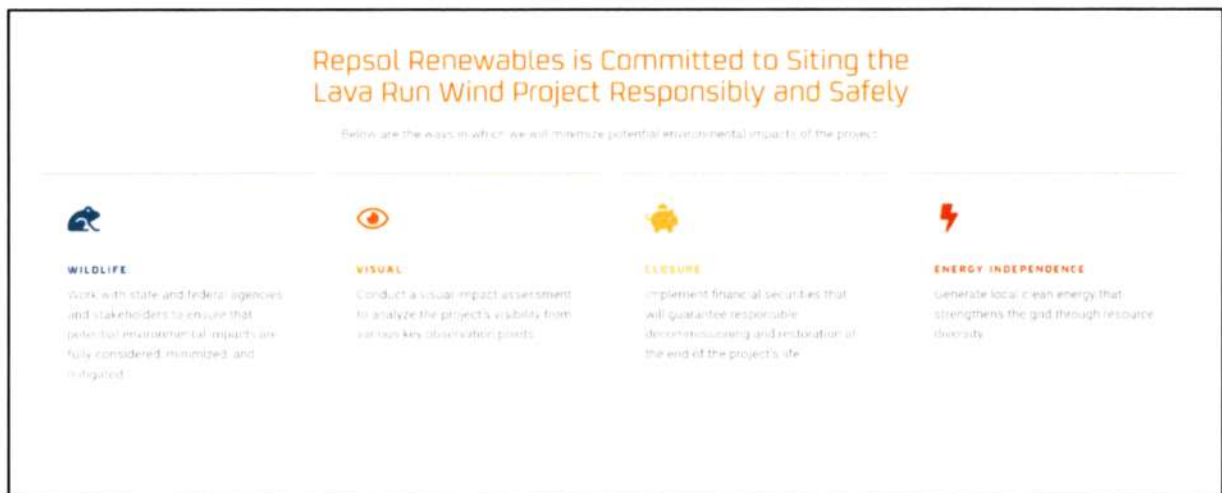 Repsol Renewables is Committed to Siting the
Lava Run Wind Project Responsibly and Safely
Below are the ways in which we will minimize potential environmental impacts of the project
WILDLIFE
Work with state and federal agencies
and stakeholders to ensure that
potential environmental impacts are
fully considered, minimized, and
mitigated
VISUAL
Conduct a visual impact assessment
to analyze the project's visibility from
various key observation points
CLOSURE
Implement financial securities that
will guarantee responsible
decommissioning and restoration at
the end of the project's life
ENERGY INDEPENDENCE
Generate local clean energy that
strengthens the grid through resource
diversity